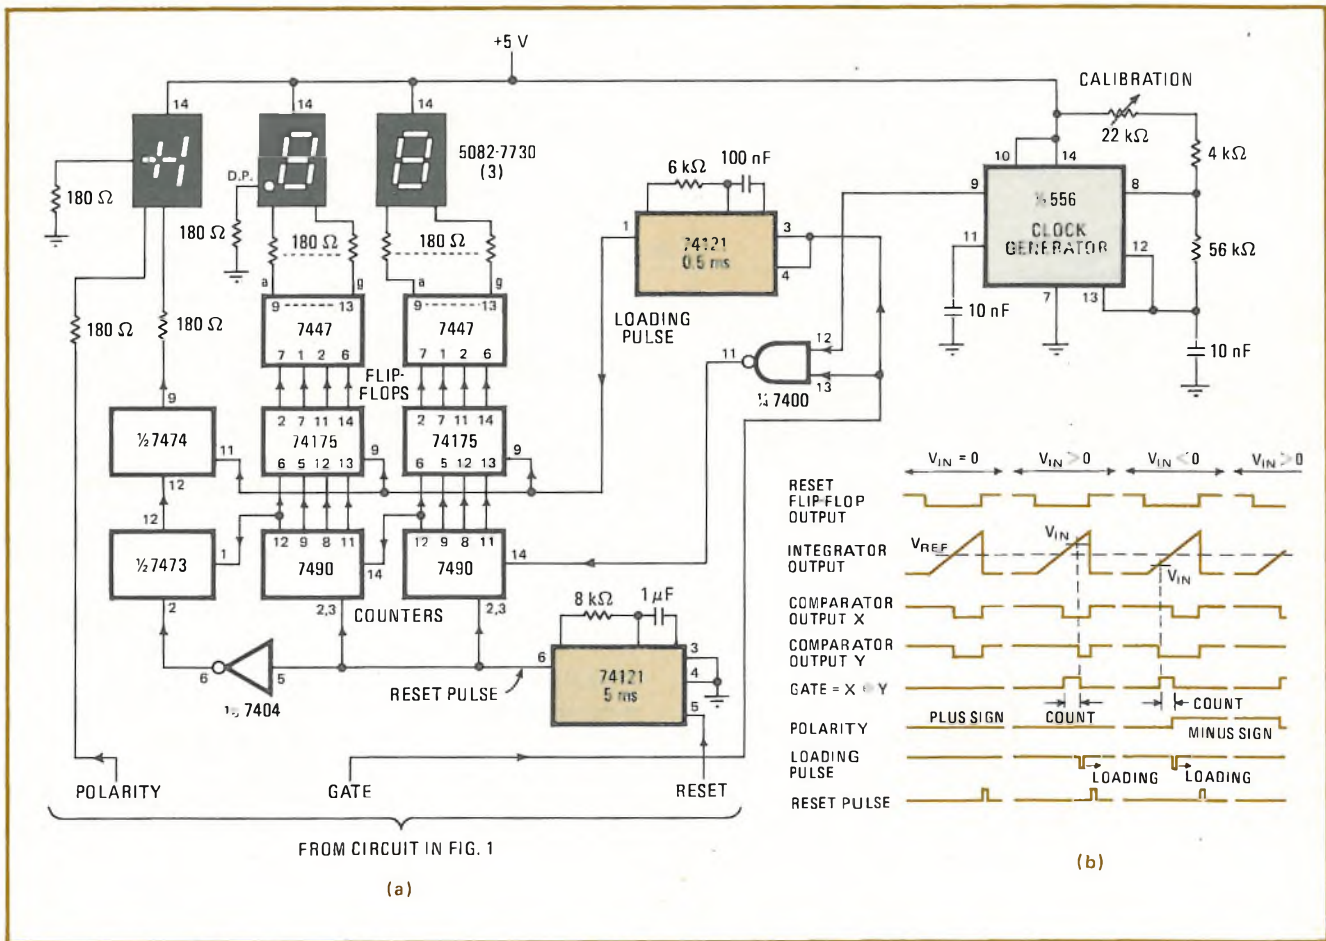 +5 V
CALIBRATION
22 kΩ
14
14
14
D.P.
5082-7730
(3)
180 Ω
180 Ω
180 Ω
180 Ω
180 Ω
180 Ω
a
g
a
g
9
13
7447
7 1 2 6
9
13
7447
7 1 2 6
FLIP-
FLOPS
9
½ 7474
11
12
2 7 11 14
74175
6 5 12 13
9
2 7 11 14
74175
6 5 12 13
9
12
½ 7473
1
2
12 9 8 11
7490
14
2,3
12 9 8 11
7490
14
2,3
COUNTERS
6
5
7404
RESET PULSE
8 kΩ
1 µF
6
74121
5 ms
3
4
5
6 kΩ
100 nF
1
74121
0.5 ms
3
4
LOADING
PULSE
11
12
13
¼ 7400
10
14
9
½ 556
CLOCK
GENERATOR
8
11
12
7
13
4 kΩ
56 kΩ
10 nF
10 nF
POLARITY
GATE
RESET
FROM CIRCUIT IN FIG. 1
(a)
VIN = 0
VIN > 0
VIN < 0
VIN > 0
RESET
FLIP-FLOP
OUTPUT
INTEGRATOR
OUTPUT
VREF
VIN
VIN
COMPARATOR
OUTPUT X
COMPARATOR
OUTPUT Y
GATE = X ⊕ Y
COUNT
COUNT
POLARITY
PLUS SIGN
MINUS SIGN
LOADING
PULSE
LOADING
LOADING
RESET PULSE
(b)